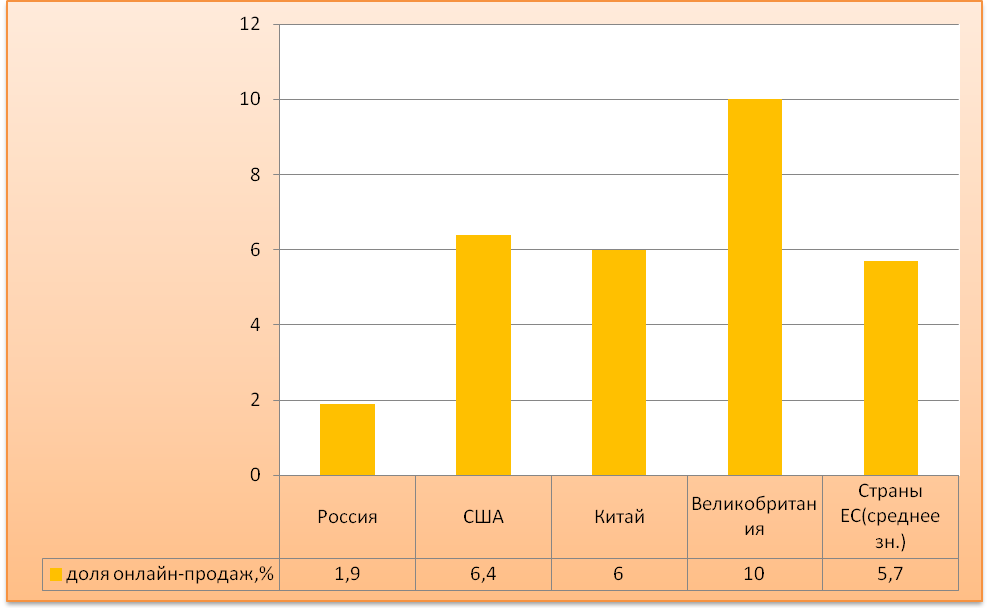 12
10
8
6
4
2
0
Россия
США
Китай
Великобритан
ия
Страны
ЕС(среднее
зн.)
доля онлайн-продаж,%
1,9
6,4
6
10
5,7